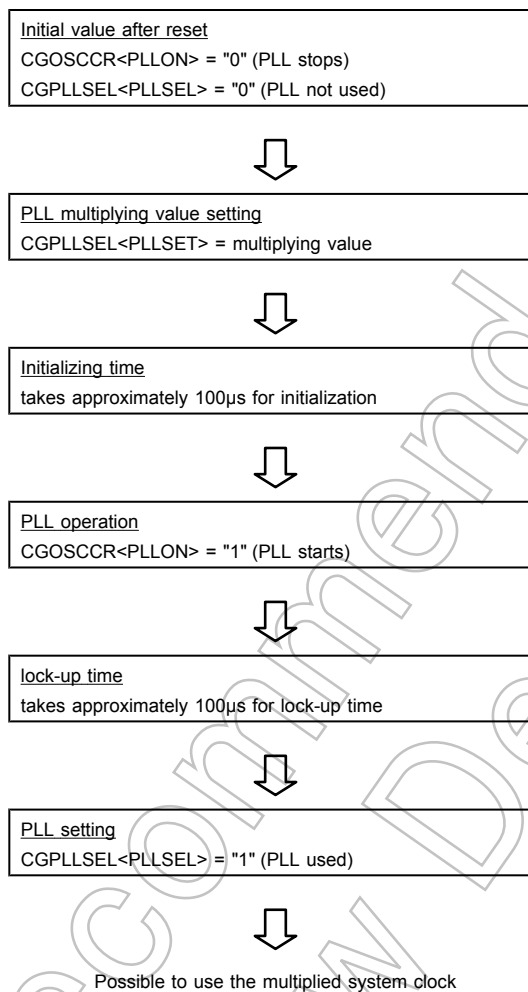 Initial value after reset
CGOSCCR<PLLON> = "0" (PLL stops)
CGPLLSEL<PLLSEL> = "0" (PLL not used)
PLL multiplying value setting
CGPLLSEL<PLLSET> = multiplying value
Initializing time
takes approximately 100µs for initialization
PLL operation
CGOSCCR<PLLON> = "1" (PLL starts)
lock-up time
takes approximately 100µs for lock-up time
PLL setting
CGPLLSEL<PLLSEL> = "1" (PLL used)
Possible to use the multiplied system clock